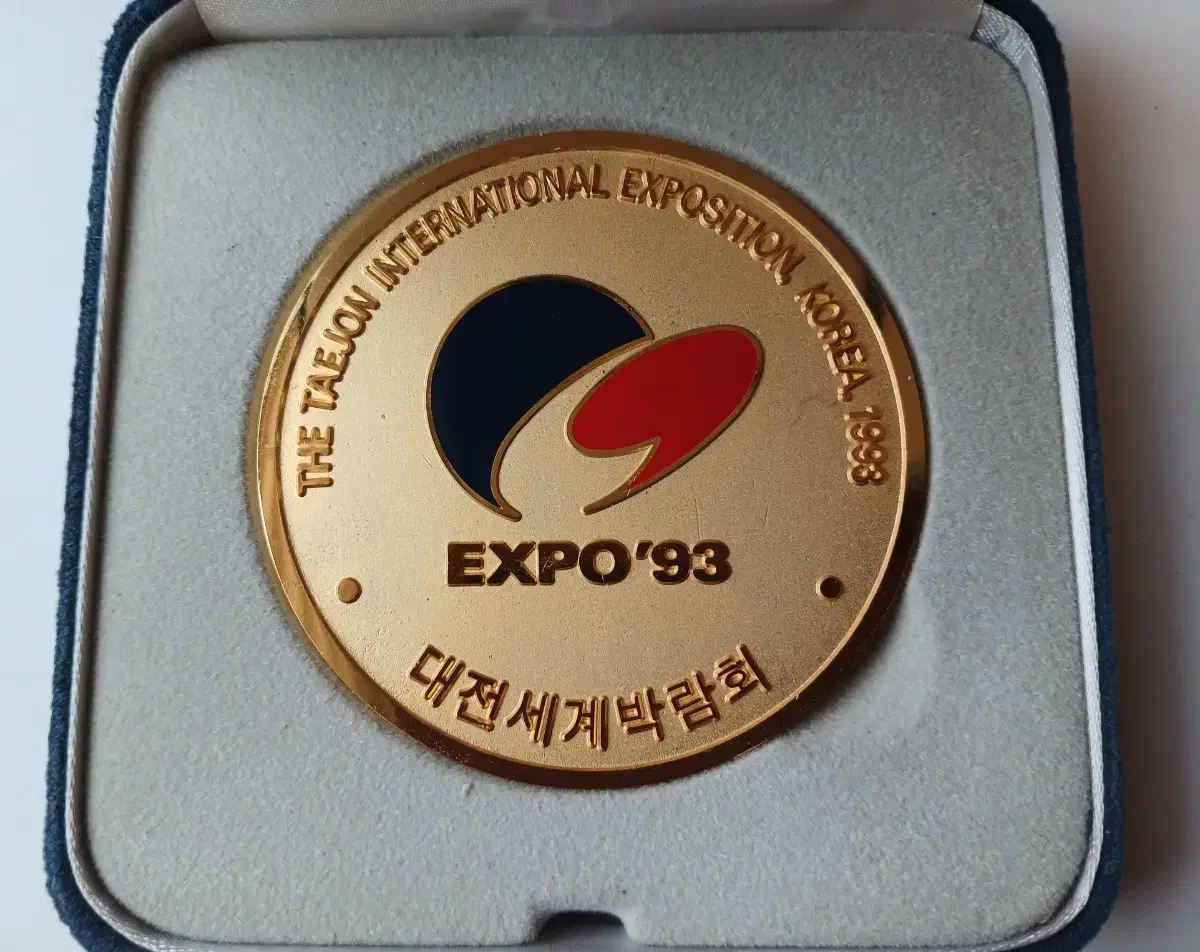 THE TAEJON INTERNATIONAL EXPOSITION, KOREA, 1993
EXPO'93
대전세계박람회